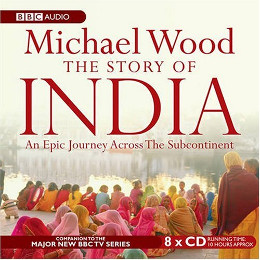 BBC AUDIO
Michael Wood
THE STORY OF
INDIA
An Epic Journey Across The Subcontinent
COMPANION TO THE
MAJOR NEW BBC TV SERIES
8 x CD
RUNNING TIME:
10 HOURS APPROX